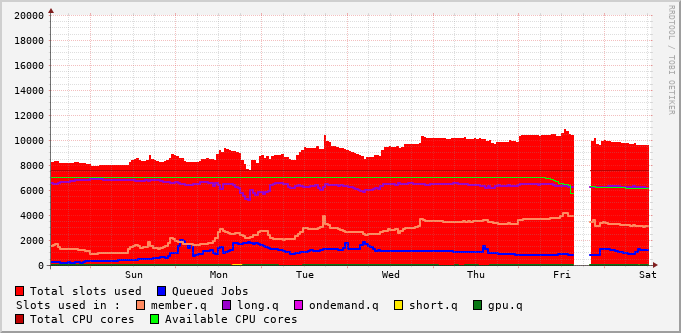 RRDTOOL / TOBI OETIKER
20000
18000
16000
14000
12000
10000
8000
6000
4000
2000
0
Sun Mon Tue Wed Thu Fri Sat
Total slots used Queued Jobs
Slots used in : member.q long.q ondemand.q short.q gpu.q
Total CPU cores Available CPU cores